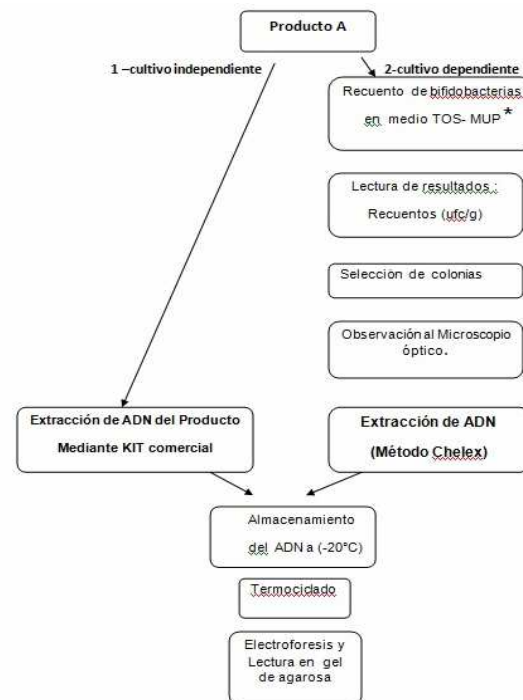 Producto A
1 –cultivo independiente
2-cultivo dependiente
Recuento de bifidobacterias
en medio TOS- MUP *
Lectura de resultados :
Recuentos (ufc/g)
Selección de colonias
Observación al Microscopio
óptico.
Extracción de ADN del Producto
Mediante KIT comercial
Extracción de ADN
(Método Chelex)
Almacenamiento
del ADN a (-20°C)
Termociclado
Electroforesis y
Lectura en gel
de agarosa